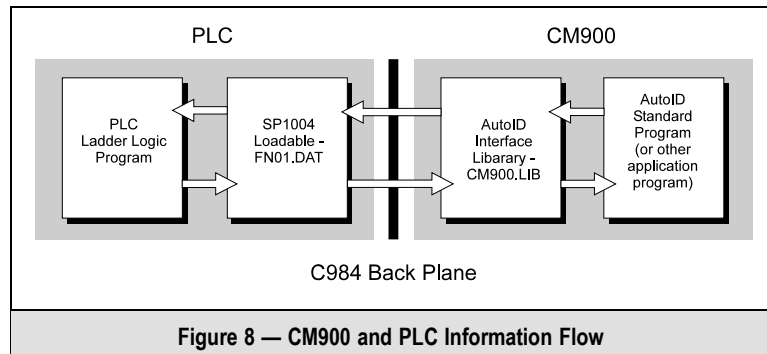 PLC
CM900
PLC
Ladder Logic
Program
SP1004
Loadable -
FN01.DAT
AutoID
Interface
Libarary -
CM900.LIB
AutoID
Standard
Program
(or other
application
program)
C984 Back Plane
Figure 8 — CM900 and PLC Information Flow